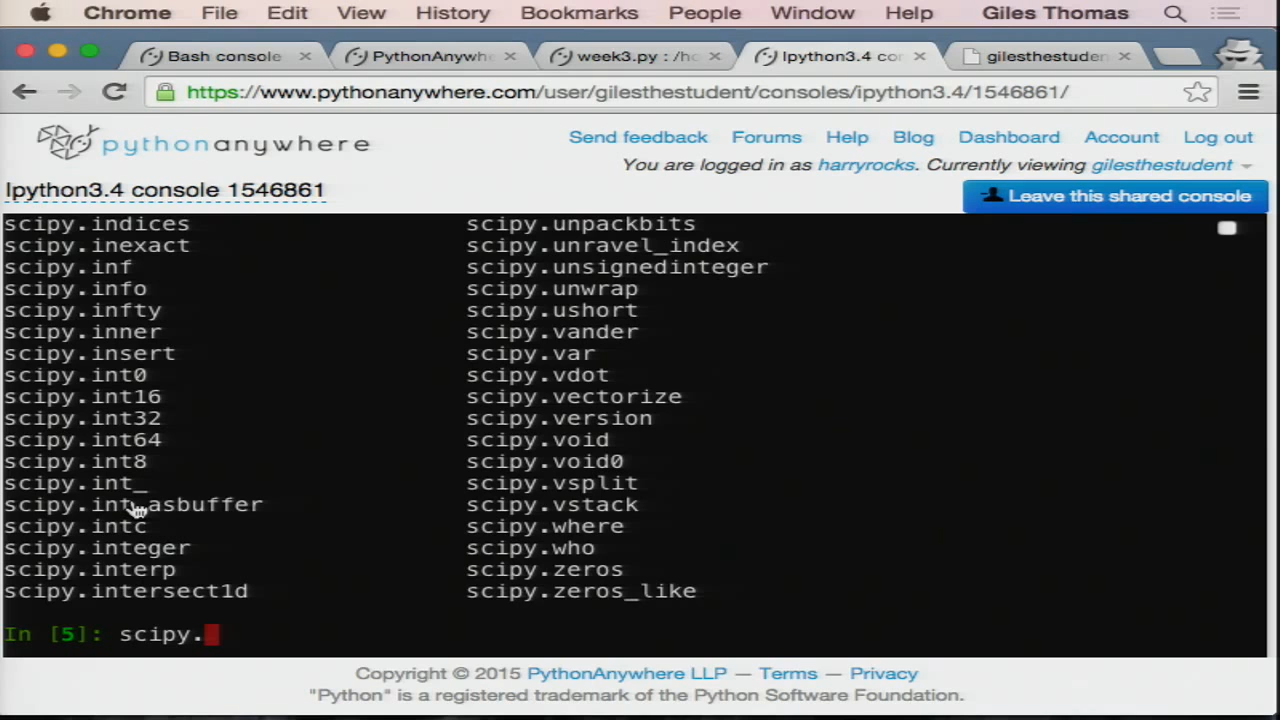 Chrome File Edit View History Bookmarks People Window Help Giles Thomas
Bash console PythonAnywhe week3.py : /ho Ipython3.4 con gilesthestuden
https://www.pythonanywhere.com/user/gilesthestudent/consoles/ipython3.4/1546861/
pythonanywhere
Send feedback Forums Help Blog Dashboard Account Log out
You are logged in as harryrocks. Currently viewing gilesthestudent
Ipython3.4 console 1546861
Leave this shared console
scipy.indices scipy.unpackbits
scipy.inexact scipy.unravel_index
scipy.inf scipy.unsignedinteger
scipy.info scipy.unwrap
scipy.infty scipy.ushort
scipy.inner scipy.vander
scipy.insert scipy.var
scipy.int0 scipy.vdot
scipy.int16 scipy.vectorize
scipy.int32 scipy.version
scipy.int64 scipy.void
scipy.int8 scipy.void0
scipy.int_ scipy.vsplit
scipy.int_asbuffer scipy.vstack
scipy.intc scipy.where
scipy.integer scipy.who
scipy.interp scipy.zeros
scipy.intersect1d scipy.zeros_like
In [5]: scipy.
Copyright © 2015 PythonAnywhere LLP — Terms — Privacy
"Python" is a registered trademark of the Python Software Foundation.